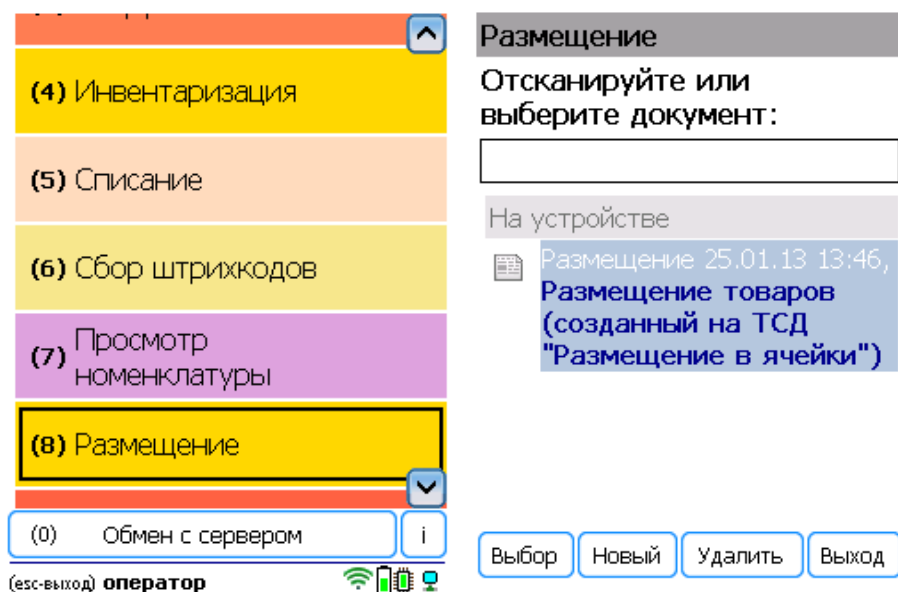 (4) Инвентаризация
(5) Списание
(6) Сбор штрихкодов
(7) Просмотр
номенклатуры
(8) Размещение
(0) Обмен с сервером i
(esc-выход) оператор
Размещение
Отсканируйте или
выберите документ:
На устройстве
Размещение 25.01.13 13:46,
Размещение товаров
(созданный на ТСД
"Размещение в ячейки")
Выбор Новый Удалить Выход